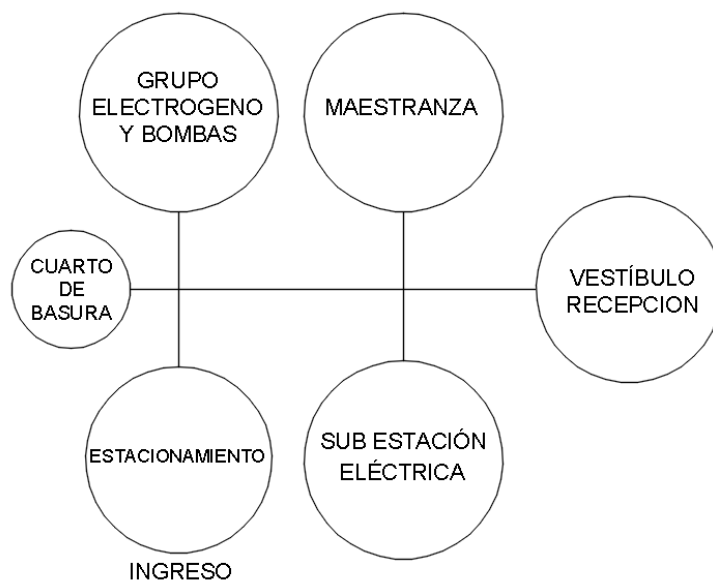 GRUPO
ELECTROGENO
Y BOMBAS
MAESTRANZA
CUARTO
DE
BASURA
VESTÍBULO
RECEPCION
ESTACIONAMIENTO
SUB ESTACIÓN
ELÉCTRICA
INGRESO